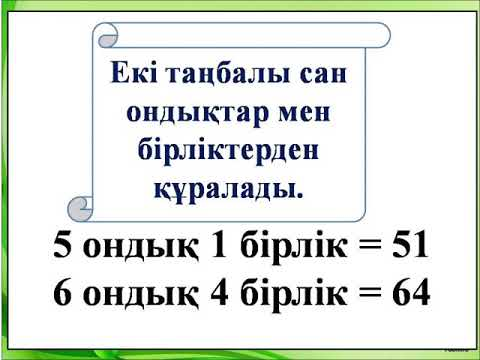 Екі таңбалы сан
ондықтар мен
бірліктерден
құралады.
5 ондық 1 бірлік = 51
6 ондық 4 бірлік = 64